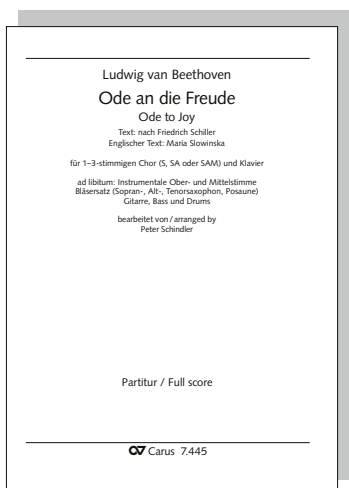 Ludwig van Beethoven
Ode an die Freude
Ode to Joy
Text: nach Friedrich Schiller
Englischer Text: Maria Slowinska
für 1–3-stimmigen Chor (S, SA oder SAM) und Klavier
ad libitum: Instrumentale Ober- und Mittelstimme
Bläsersatz (Sopran-, Alt-, Tenorsaxophon, Posaune)
Gitarre, Bass und Drums
bearbeitet von / arranged by
Peter Schindler
Partitur / Full score
Carus 7.445